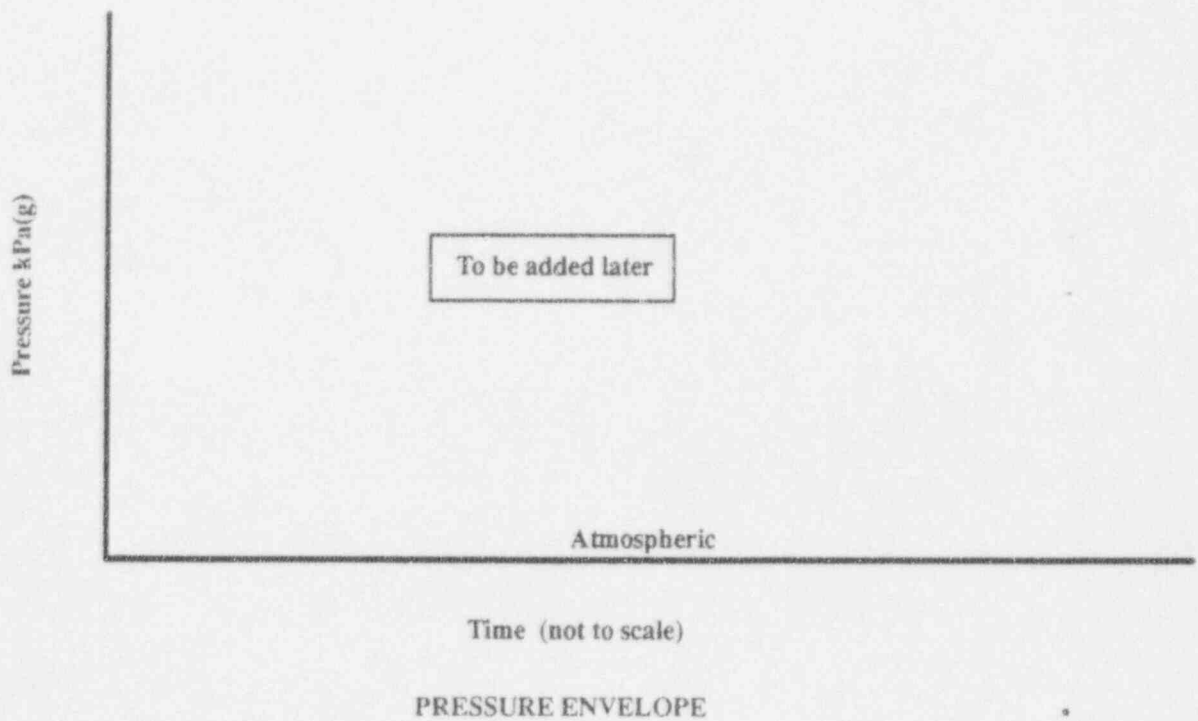 Pressure kPa(g)
To be added later
Atmospheric
Time (not to scale)
PRESSURE ENVELOPE